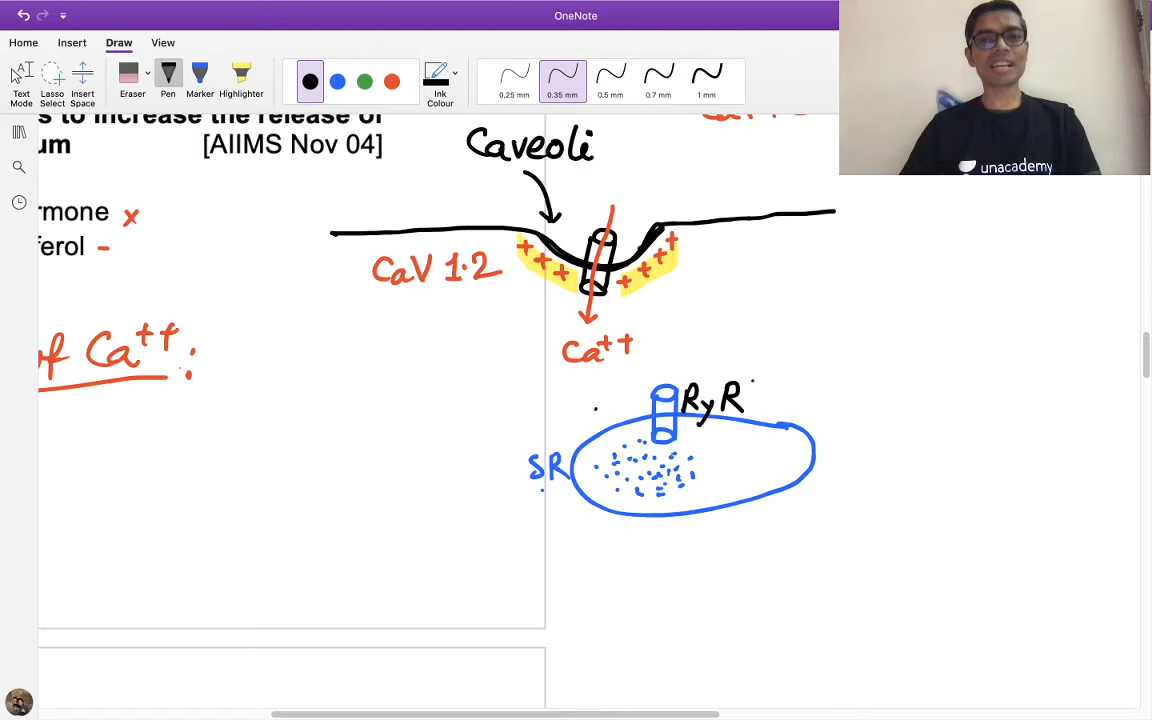 OneNote
Home Insert Draw View
Text Mode Lasso Select Insert Space Eraser Pen Marker Highlighter Ink Colour 0.25 mm 0.35 mm 0.5 mm 0.7 mm 1 mm
s to increase the release of
um [AIIMS Nov 04]
Caveoli
unacademy
rmone ×
ferol -
CaV 1.2
+ + + + + + +
of Ca++ :
Ca++
RyR
SR